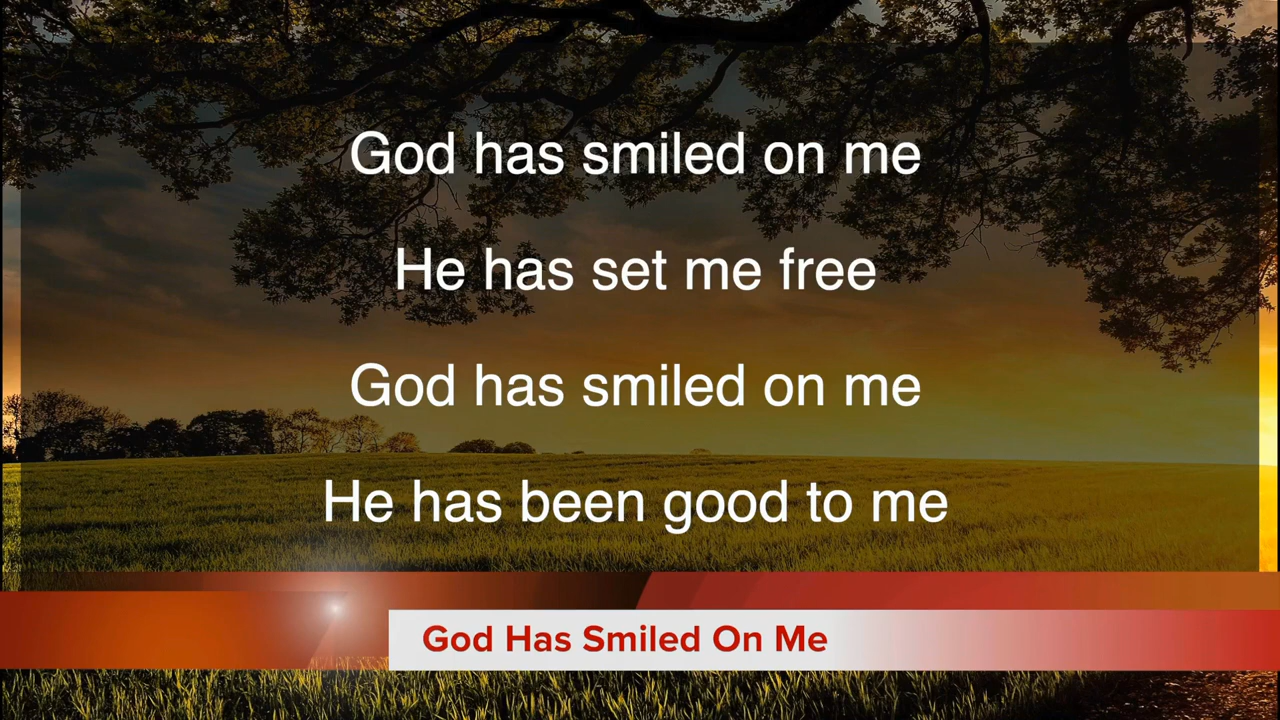 God has smiled on me
He has set me free
God has smiled on me
He has been good to me
God Has Smiled On Me